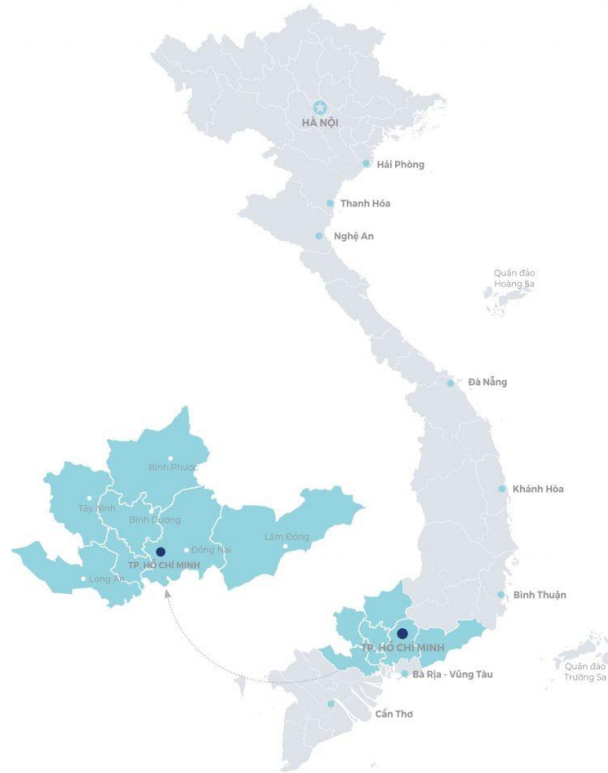 HÀ NỘI
Hải Phòng
Thanh Hóa
Nghệ An
Quần đảo
Hoàng Sa
Đà Nẵng
Bình Phước
Tây Ninh
Bình Dương
Lâm Đồng
Đồng Nai
TP. HỒ CHÍ MINH
Long An
Khánh Hòa
Bình Thuận
TP. HỒ CHÍ MINH
Bà Rịa - Vũng Tàu
Quần đảo
Trường Sa
Cần Thơ